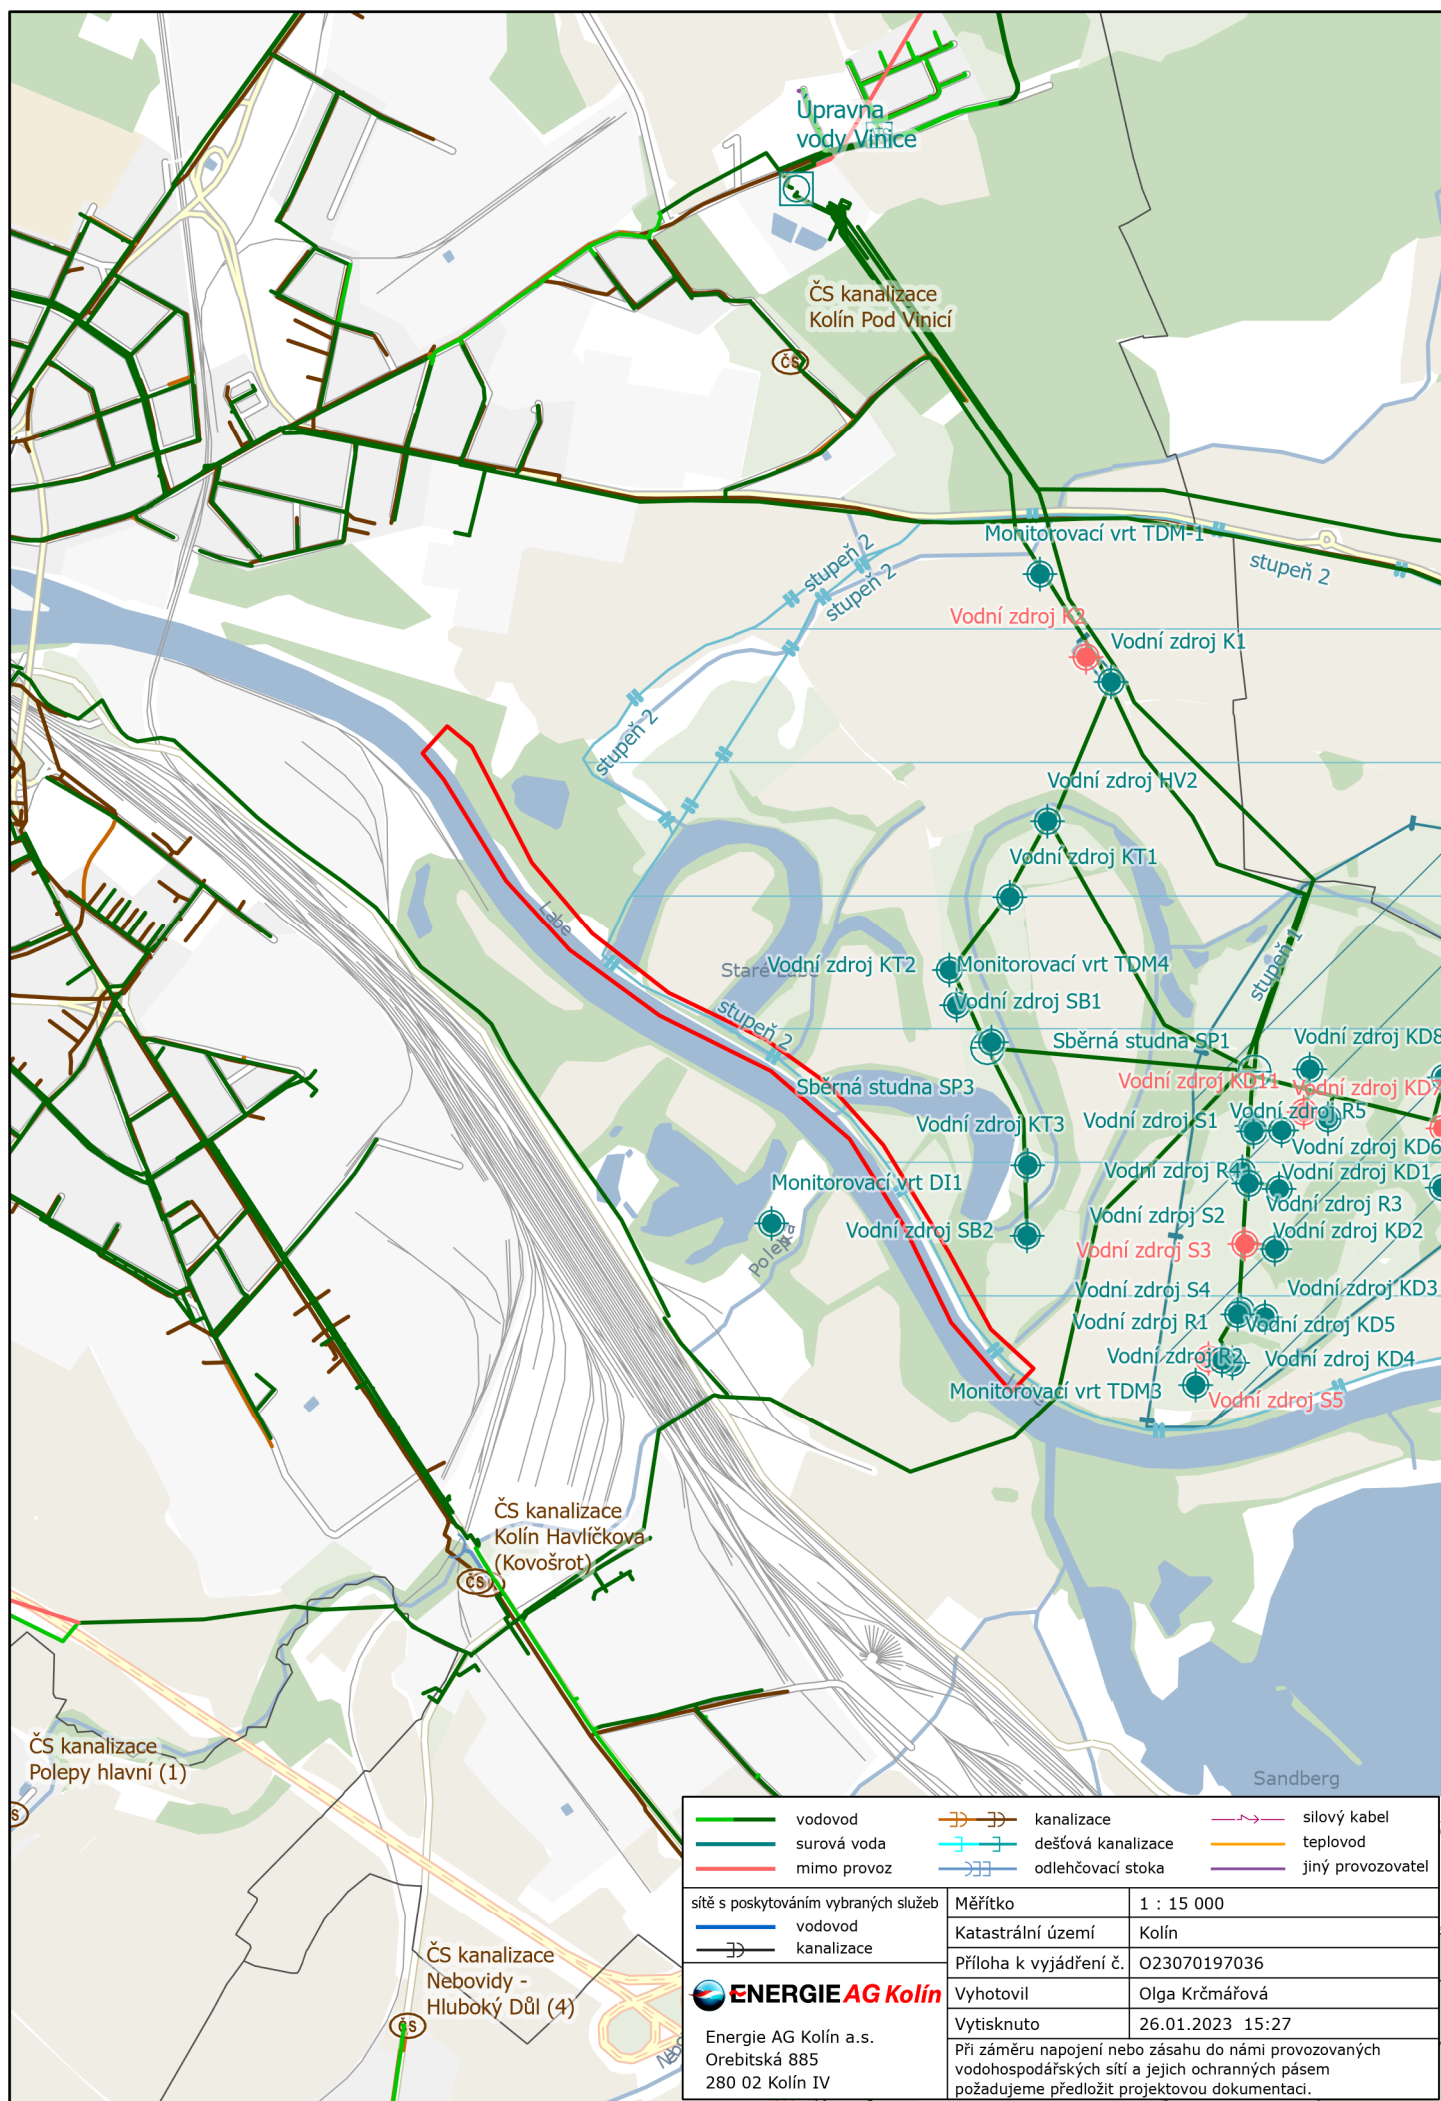 Úpravna
vody Vinice
ČS kanalizace
Kolín Pod Vinicí
ČS
Monitorovací vrt TDM-1
stupeň 2
stupeň 2
stupeň 2
Vodní zdroj K2
Vodní zdroj K1
stupeň 2
Vodní zdroj HV2
Vodní zdroj KT1
Labe
Staré Labe
Vodní zdroj KT2
Monitorovací vrt TDM4
stupeň 1
Vodní zdroj SB1
stupeň 2
Sběrná studna SP1
Vodní zdroj KD8
Sběrná studna SP3
Vodní zdroj KD11
Vodní zdroj KD7
Vodní zdroj KT3
Vodní zdroj S1
Vodní zdroj R5
Vodní zdroj KD6
Monitorovací vrt DI1
Vodní zdroj R4
Vodní zdroj KD1
Vodní zdroj R3
Vodní zdroj S2
Vodní zdroj SB2
Vodní zdroj KD2
Polepka
Vodní zdroj S3
Vodní zdroj S4
Vodní zdroj KD3
Vodní zdroj R1
Vodní zdroj KD5
Vodní zdroj R2
Vodní zdroj KD4
Monitorovací vrt TDM3
Vodní zdroj S5
ČS kanalizace
Kolín Havlíčkova
(Kovošrot)
ČS
ČS kanalizace
Polepy hlavní (1)
Sandberg
ČS kanalizace
Nebovidy -
Hluboký Důl (4)
ČS
vodovod
kanalizace
silový kabel
surová voda
dešťová kanalizace
teplovod
mimo provoz
odlehčovací stoka
jiný provozovatel
sítě s poskytováním vybraných služeb
vodovod
kanalizace
Měřítko 1 : 15 000
Katastrální území Kolín
Příloha k vyjádření č. O23070197036
Vyhotovil Olga Krčmářová
Vytisknuto 26.01.2023 15:27
ENERGIE AG Kolín
Energie AG Kolín a.s.
Orebitská 885
280 02 Kolín IV
Při záměru napojení nebo zásahu do námi provozovaných
vodohospodářských sítí a jejich ochranných pásem
požadujeme předložit projektovou dokumentaci.